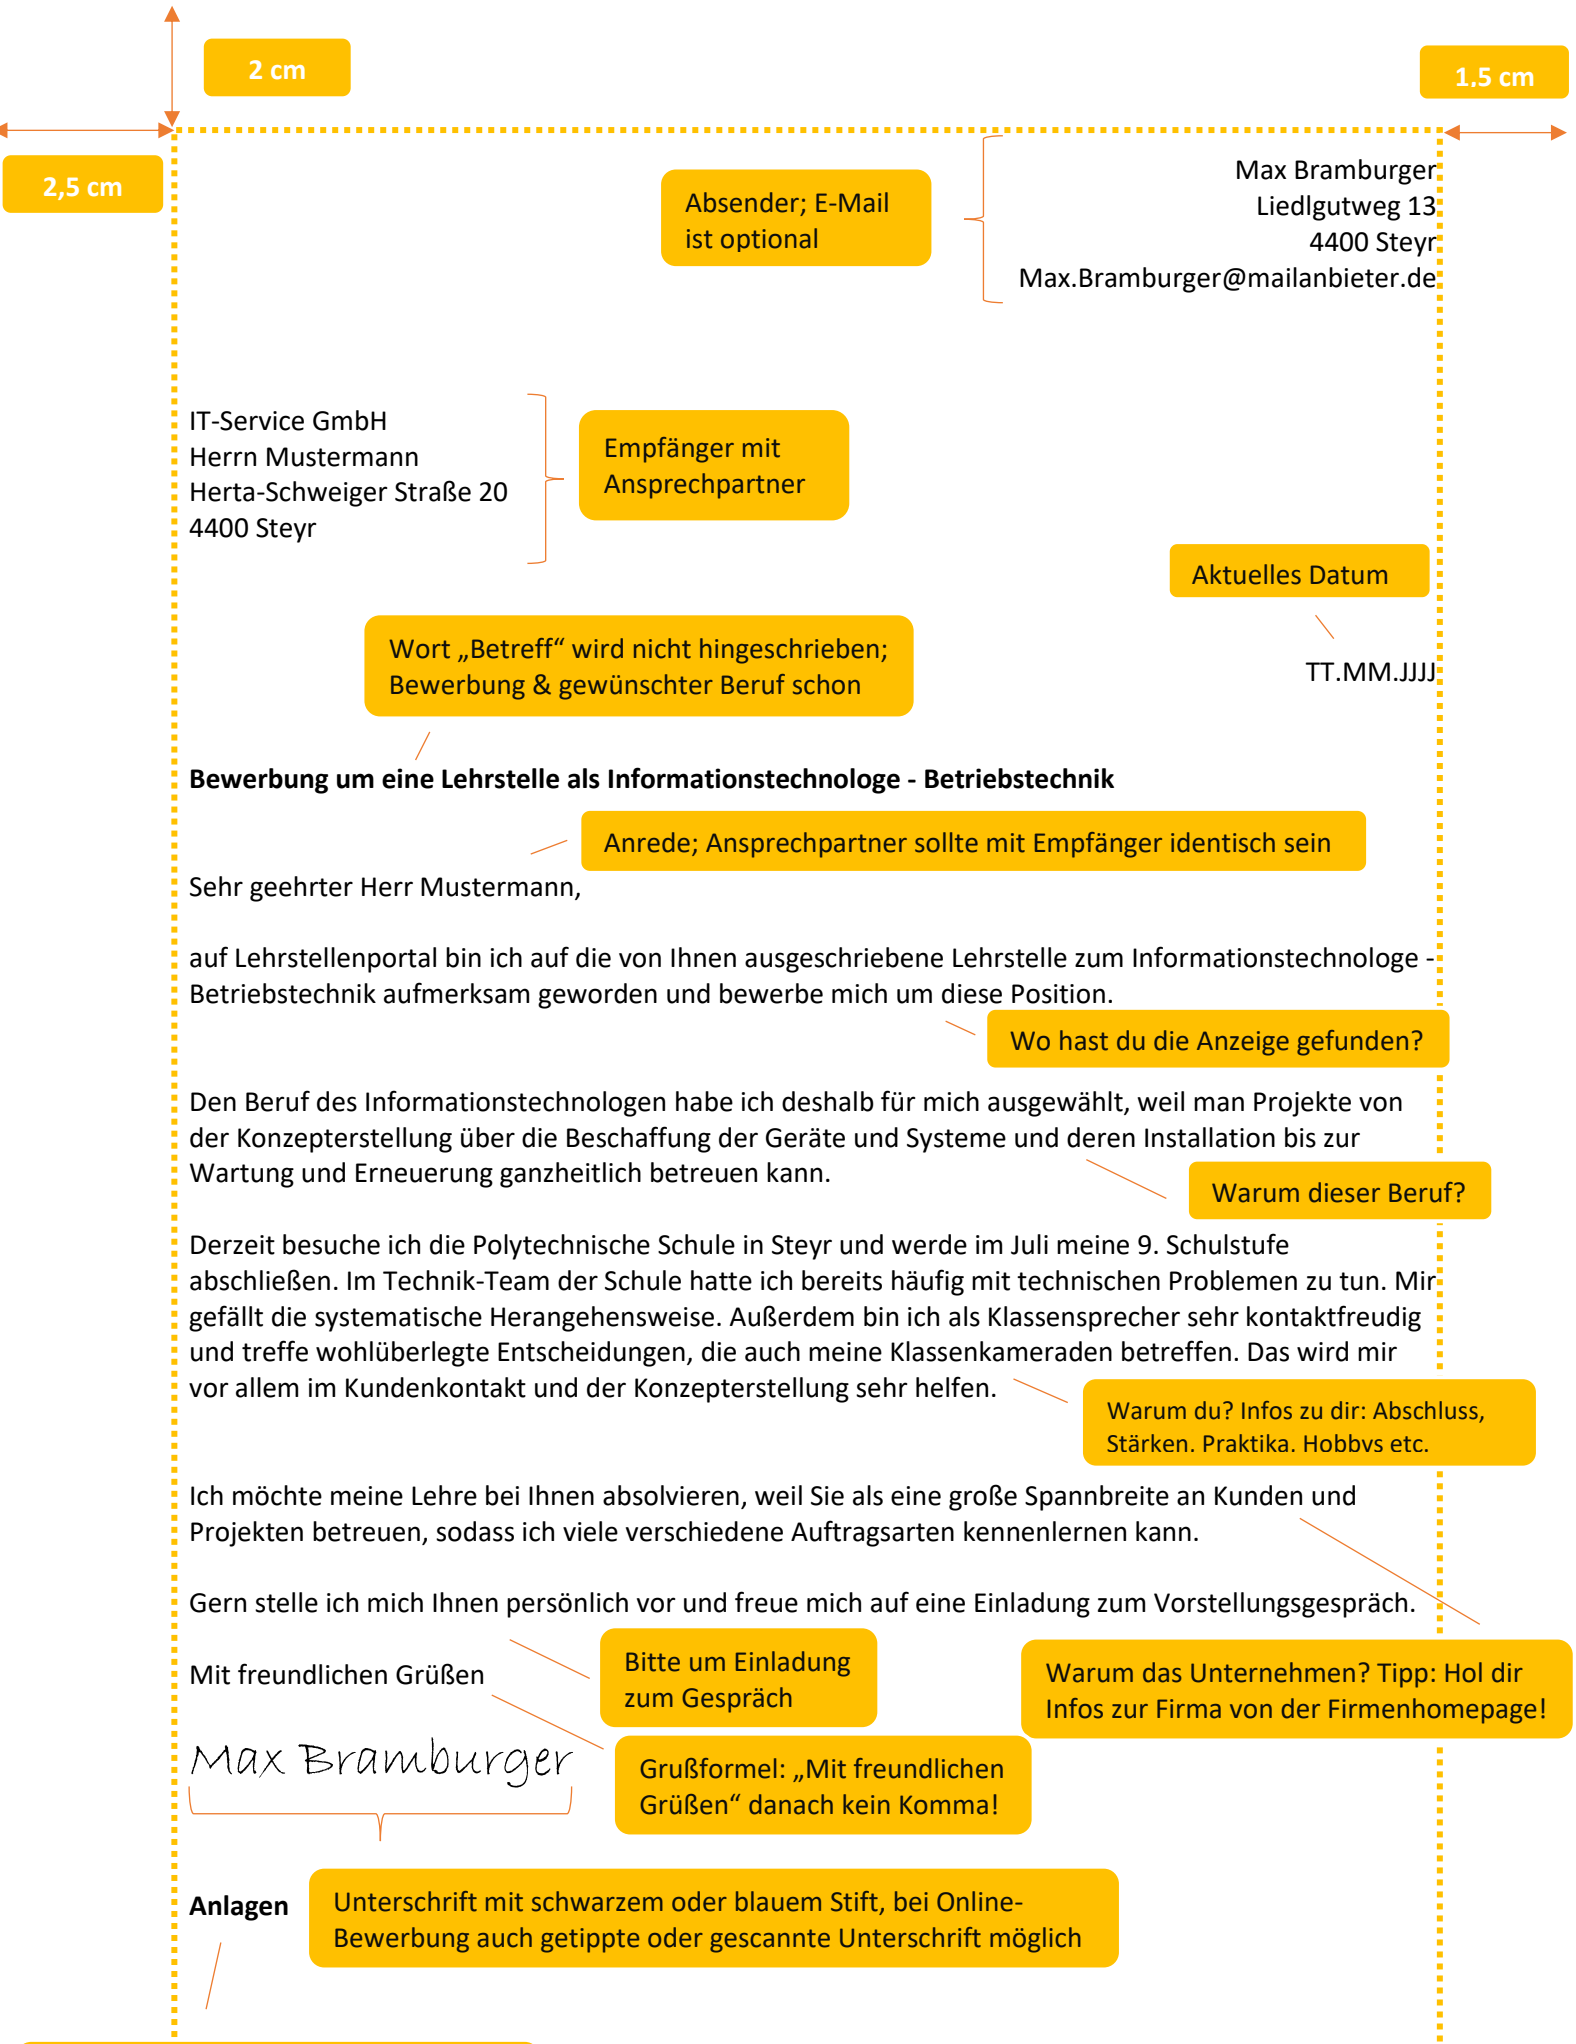 2 cm
1,5 cm
2,5 cm
Absender; E-Mail
ist optional
Max Bramburger
Liedlgutweg 13
4400 Steyr
Max.Bramburger@mailanbieter.de
IT-Service GmbH
Herrn Mustermann
Herta-Schweiger Straße 20
4400 Steyr
Empfänger mit
Ansprechpartner
Aktuelles Datum
TT.MM.JJJJ
Wort „Betreff“ wird nicht hingeschrieben;
Bewerbung & gewünschter Beruf schon
Bewerbung um eine Lehrstelle als Informationstechnologe - Betriebstechnik
Anrede; Ansprechpartner sollte mit Empfänger identisch sein
Sehr geehrter Herr Mustermann,
auf Lehrstellenportal bin ich auf die von Ihnen ausgeschriebene Lehrstelle zum Informationstechnologe -
Betriebstechnik aufmerksam geworden und bewerbe mich um diese Position.
Wo hast du die Anzeige gefunden?
Den Beruf des Informationstechnologen habe ich deshalb für mich ausgewählt, weil man Projekte von
der Konzepterstellung über die Beschaffung der Geräte und Systeme und deren Installation bis zur
Wartung und Erneuerung ganzheitlich betreuen kann.
Warum dieser Beruf?
Derzeit besuche ich die Polytechnische Schule in Steyr und werde im Juli meine 9. Schulstufe
abschließen. Im Technik-Team der Schule hatte ich bereits häufig mit technischen Problemen zu tun. Mir
gefällt die systematische Herangehensweise. Außerdem bin ich als Klassensprecher sehr kontaktfreudig
und treffe wohlüberlegte Entscheidungen, die auch meine Klassenkameraden betreffen. Das wird mir
vor allem im Kundenkontakt und der Konzepterstellung sehr helfen.
Warum du? Infos zu dir: Abschluss,
Stärken, Praktika, Hobbys etc.
Ich möchte meine Lehre bei Ihnen absolvieren, weil Sie als eine große Spannbreite an Kunden und
Projekten betreuen, sodass ich viele verschiedene Auftragsarten kennenlernen kann.
Gern stelle ich mich Ihnen persönlich vor und freue mich auf eine Einladung zum Vorstellungsgespräch.
Bitte um Einladung
zum Gespräch
Warum das Unternehmen? Tipp: Hol dir
Infos zur Firma von der Firmenhomepage!
Mit freundlichen Grüßen
Max Bramburger
Grußformel: „Mit freundlichen
Grüßen“ danach kein Komma!
Anlagen
Unterschrift mit schwarzem oder blauem Stift, bei Online-
Bewerbung auch getippte oder gescannte Unterschrift möglich